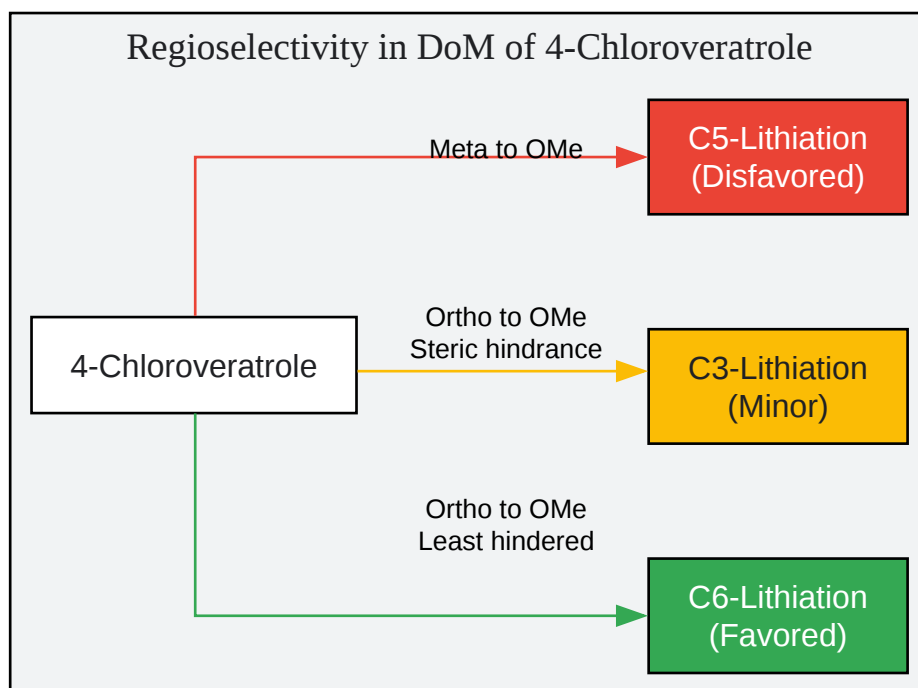 Regioselectivity in DoM of 4-Chloroveratrole
Meta to OMe
C5-Lithiation
(Disfavored)
4-Chloroveratrole
Ortho to OMe
Steric hindrance
C3-Lithiation
(Minor)
Ortho to OMe
Least hindered
C6-Lithiation
(Favored)